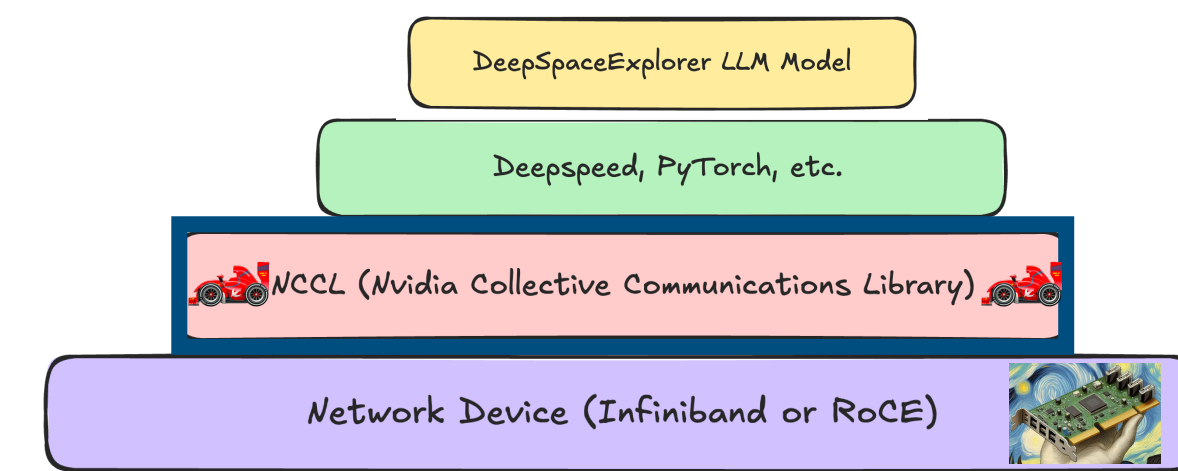 DeepSpaceExplorer LLM Model
Deepspeed, PyTorch, etc.
NCCL (Nvidia Collective Communications Library)
Network Device (Infiniband or RoCE)